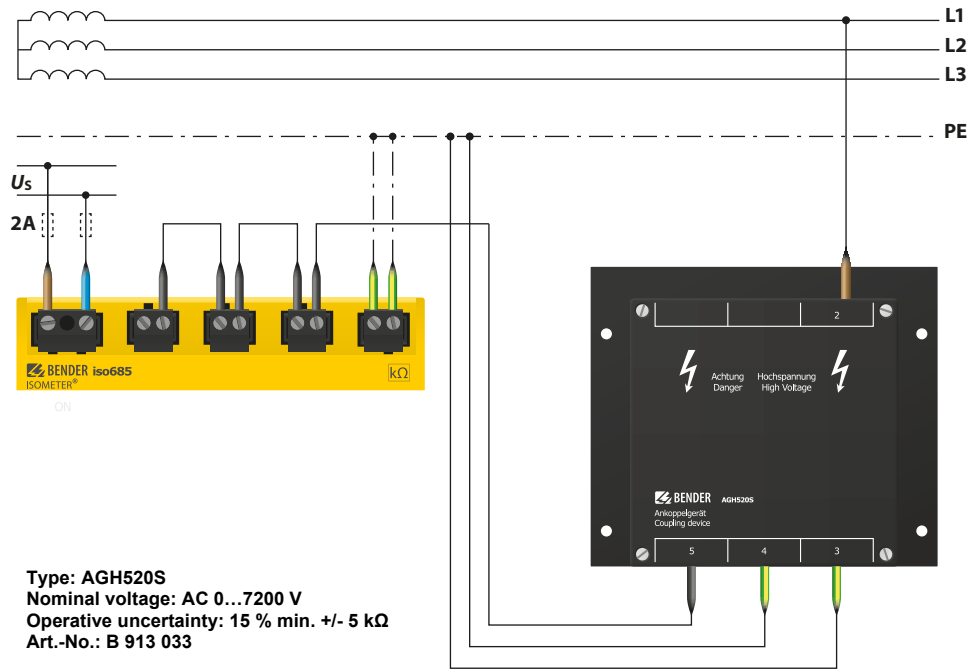 L1
L2
L3
PE
Us
2A
BENDER iso685
ISOMETER®
kΩ
ON
2
Achtung Hochspannung
Danger High Voltage
BENDER AGH520S
Ankoppelgerät
Coupling device
5 4 3
Type: AGH520S
Nominal voltage: AC 0...7200 V
Operative uncertainty: 15 % min. +/- 5 kΩ
Art.-No.: B 913 033